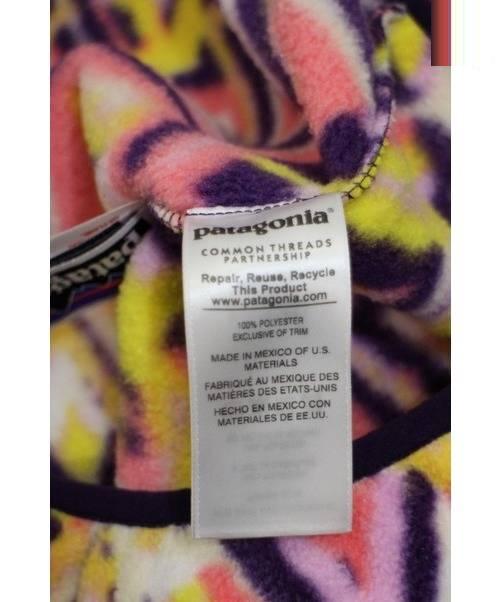 patagonia®
COMMON THREADS
PARTNERSHIP
Repair, Reuse, Recycle
This Product
www.patagonia.com
100% POLYESTER
EXCLUSIVE OF TRIM
MADE IN MEXICO OF U.S.
MATERIALS
FABRIQUÉ AU MEXIQUE DES
MATIÈRES DES ETATS-UNIS
HECHO EN MÉXICO CON
MATERIALES DE EE.UU.